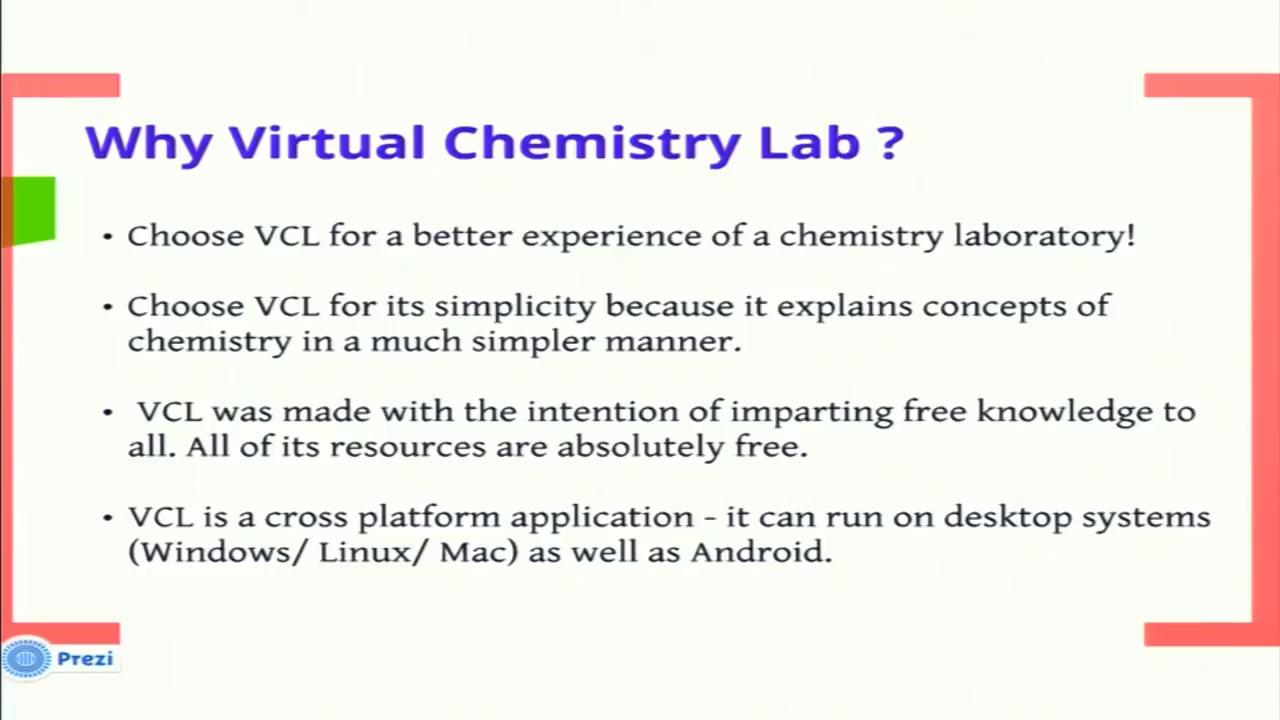 Why Virtual Chemistry Lab ?
• Choose VCL for a better experience of a chemistry laboratory!
• Choose VCL for its simplicity because it explains concepts of
chemistry in a much simpler manner.
• VCL was made with the intention of imparting free knowledge to
all. All of its resources are absolutely free.
• VCL is a cross platform application - it can run on desktop systems
(Windows/ Linux/ Mac) as well as Android.
Prezi